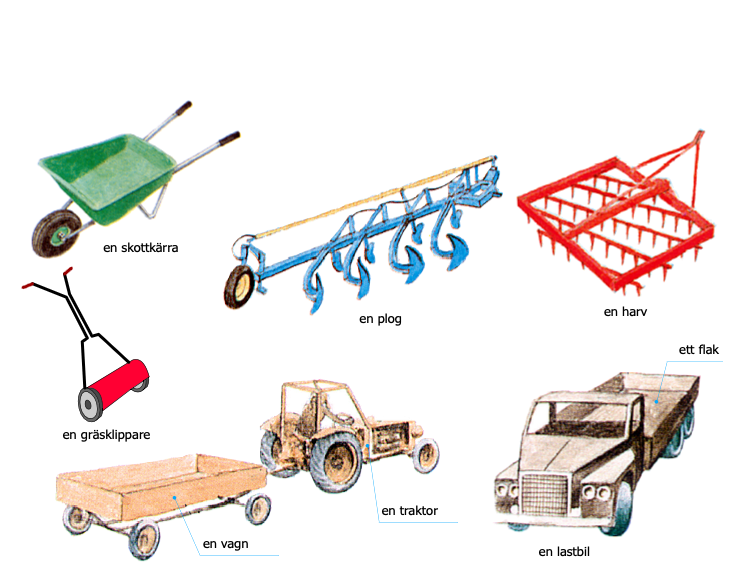 en skottkärra
en plog
en harv
ett flak
en gräsklippare
en traktor
en vagn
en lastbil